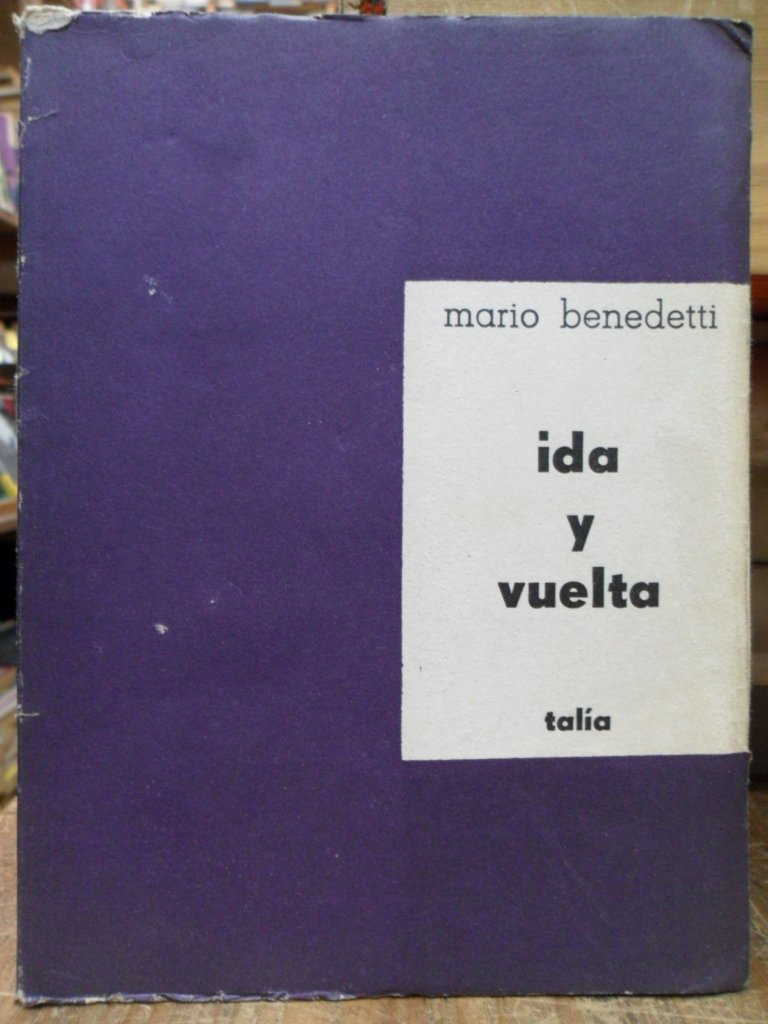 mario benedetti
ida
y
vuelta
talía